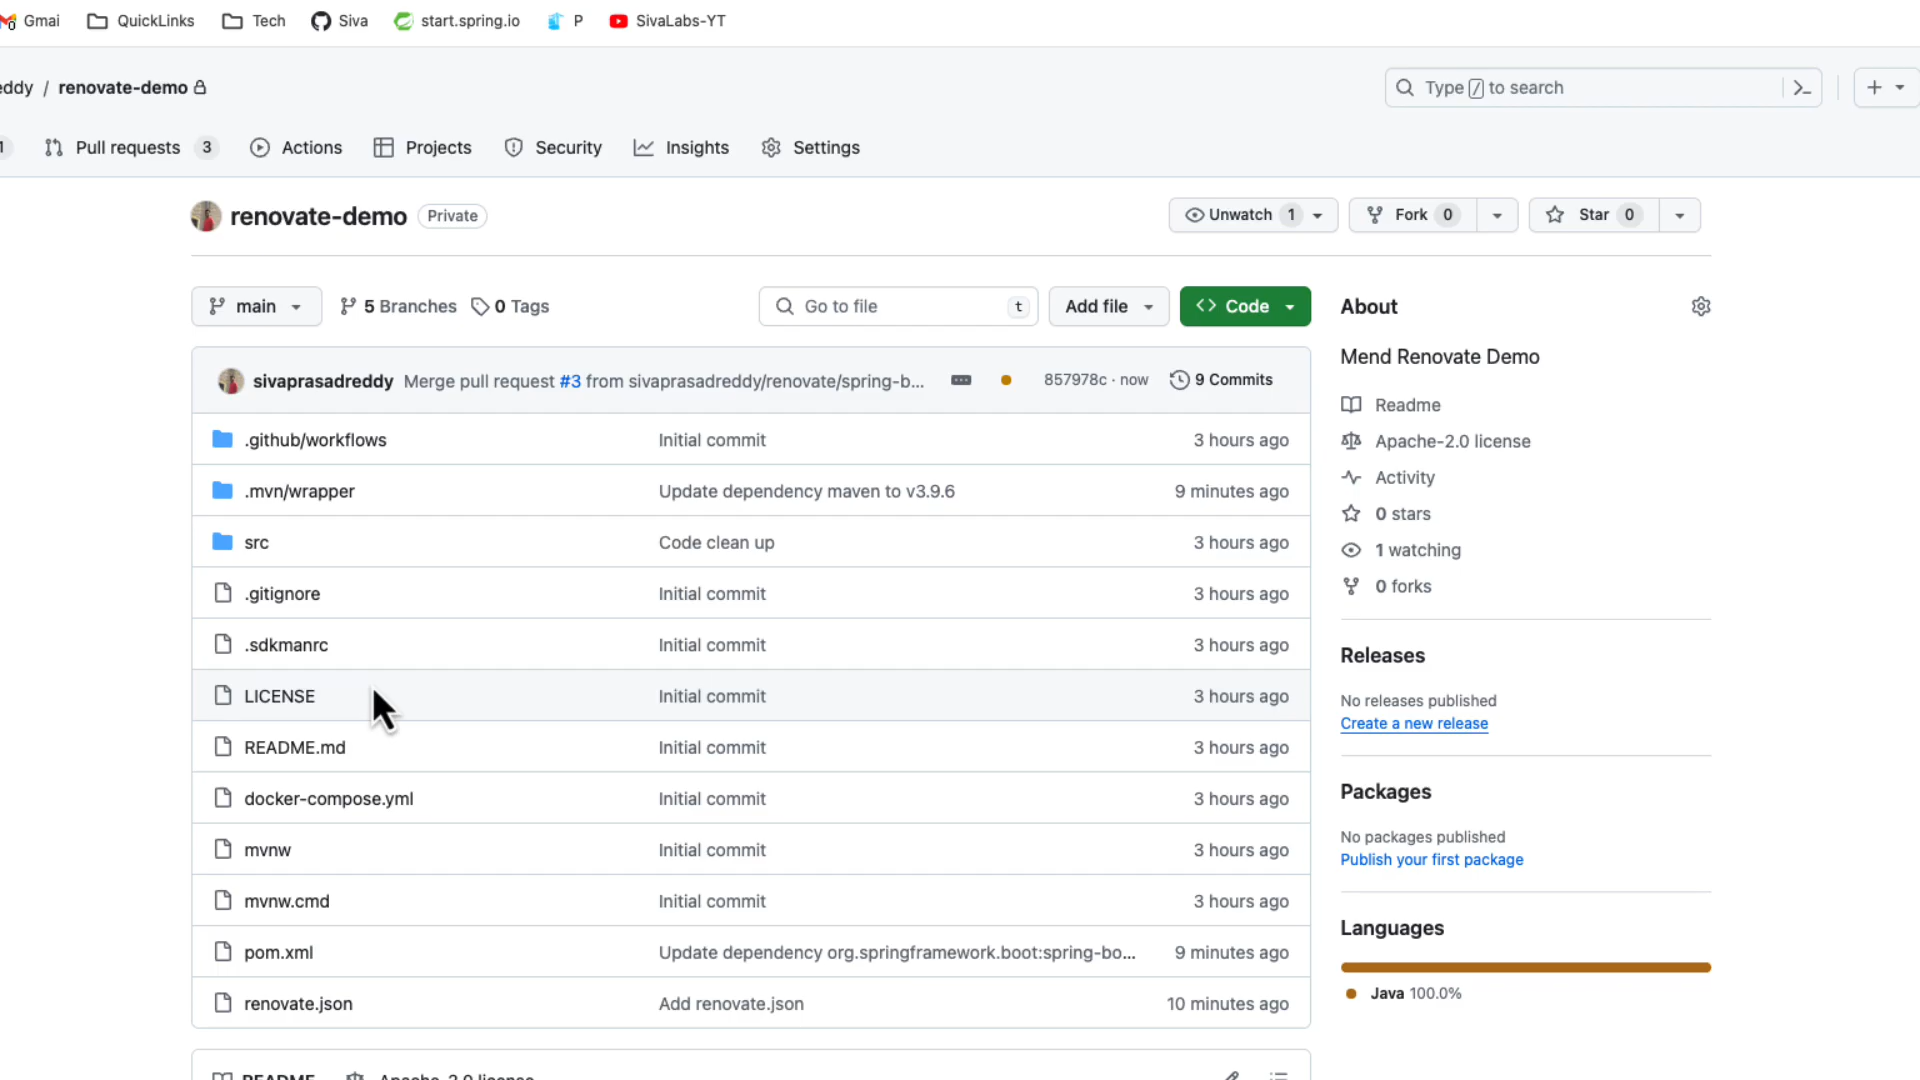 Gmai QuickLinks Tech Siva start.spring.io P SivaLabs-YT
eddy / renovate-demo
Type / to search
Pull requests 3 Actions Projects Security Insights Settings
renovate-demo Private
Unwatch 1 Fork 0 Star 0
main 5 Branches 0 Tags
Go to file t Add file Code
sivaprasadreddy Merge pull request #3 from sivaprasadreddy/renovate/spring-b... 857978c · now 9 Commits
.github/workflows Initial commit 3 hours ago
.mvn/wrapper Update dependency maven to v3.9.6 9 minutes ago
src Code clean up 3 hours ago
.gitignore Initial commit 3 hours ago
.sdkmanrc Initial commit 3 hours ago
LICENSE Initial commit 3 hours ago
README.md Initial commit 3 hours ago
docker-compose.yml Initial commit 3 hours ago
mvnw Initial commit 3 hours ago
mvnw.cmd Initial commit 3 hours ago
pom.xml Update dependency org.springframework.boot:spring-bo... 9 minutes ago
renovate.json Add renovate.json 10 minutes ago
README Apache-2.0 license
About
Mend Renovate Demo
Readme
Apache-2.0 license
Activity
0 stars
1 watching
0 forks
Releases
No releases published
Create a new release
Packages
No packages published
Publish your first package
Languages
Java 100.0%